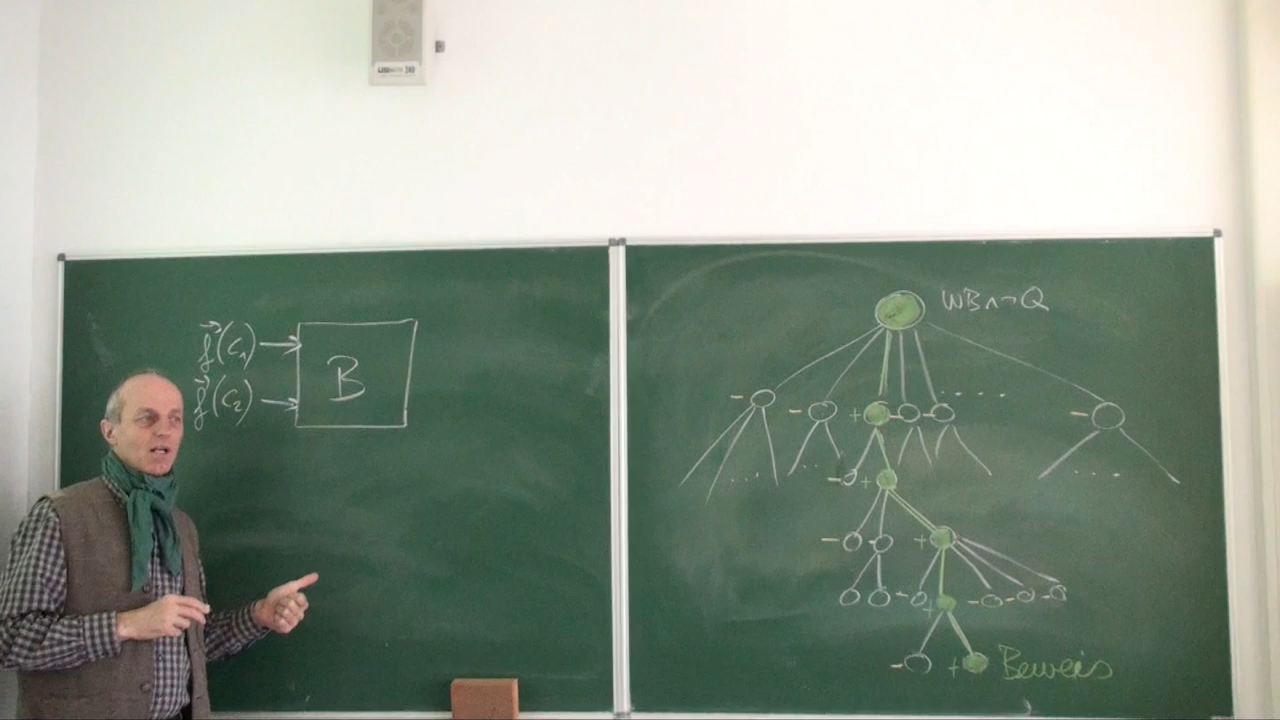 f⃗(C₁)
f⃗(C₂)
B
WB∧¬Q
Beweis